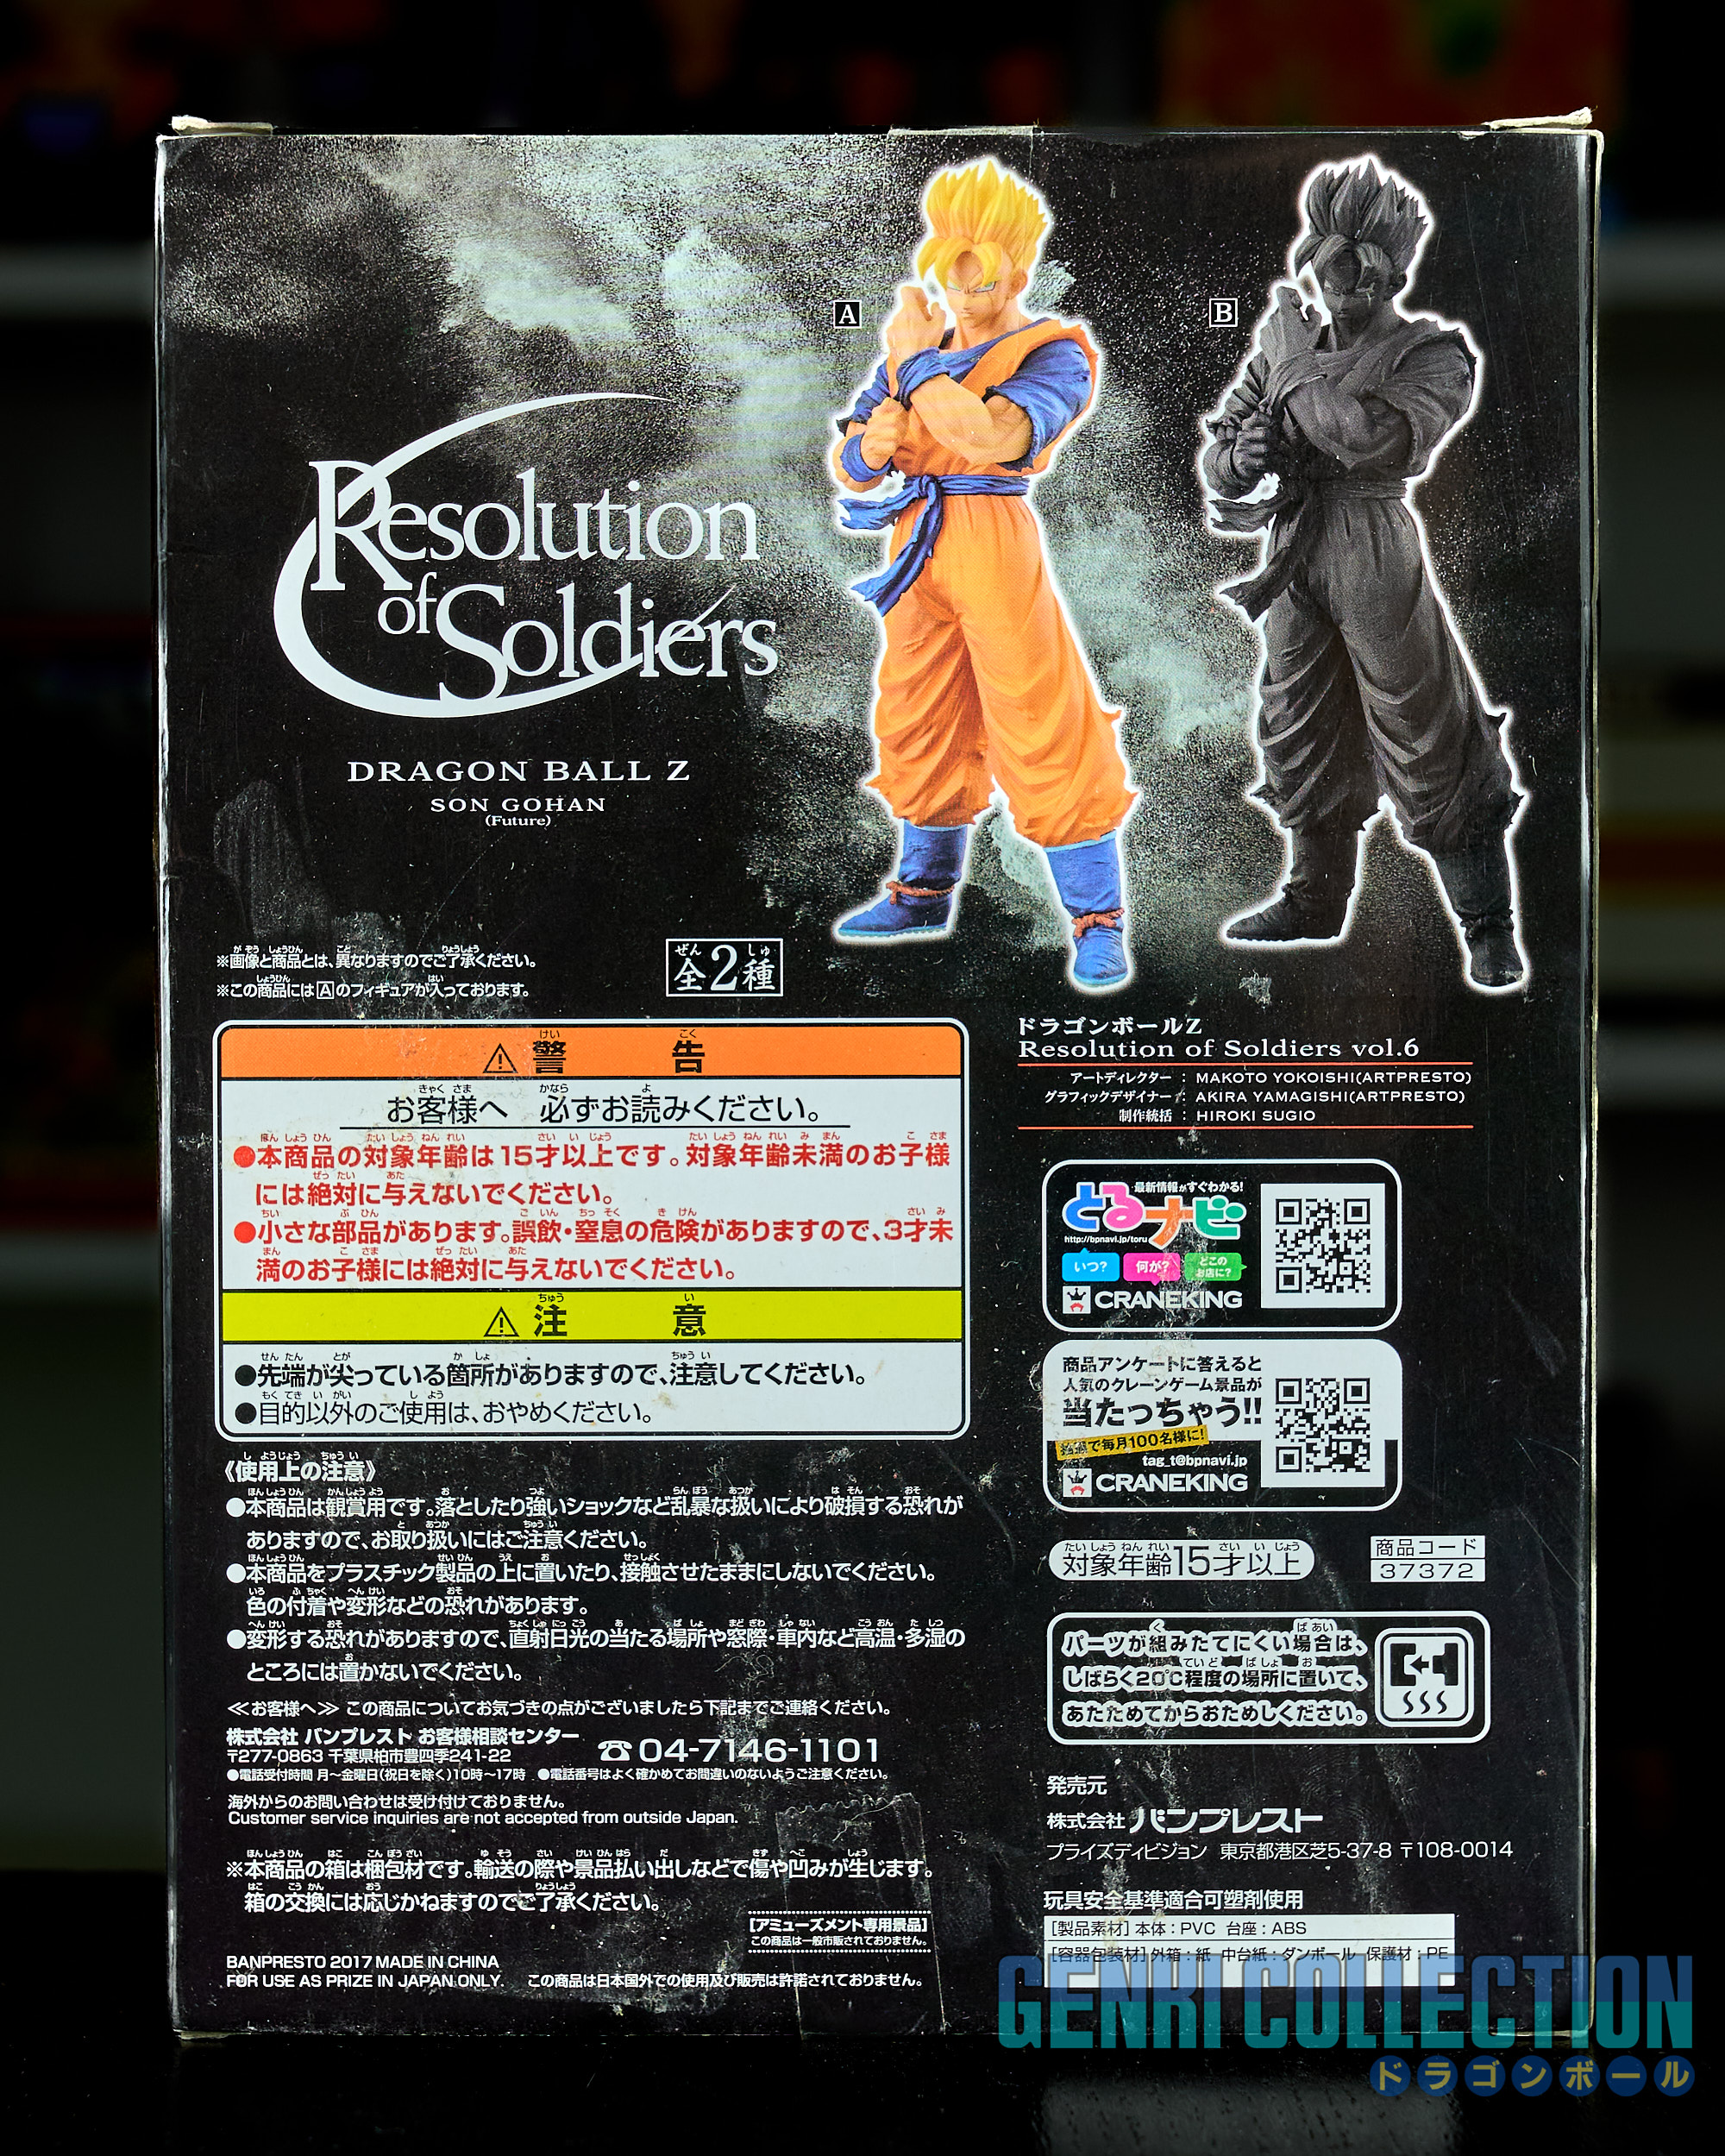 A
B
Resolution
of Soldiers
DRAGON BALL Z
SON GOHAN
(Future)
※画像と商品とは、異なりますのでご了承ください。
※この商品にはAのフィギュアが入っております。
全2種
⚠警告
お客様へ 必ずお読みください。
●本商品の対象年齢は15才以上です。対象年齢未満のお子様
には絶対に与えないでください。
●小さな部品があります。誤飲・窒息の危険がありますので、3才未
満のお子様には絶対に与えないでください。
⚠注意
●先端が尖っている箇所がありますので、注意してください。
●目的以外のご使用は、おやめください。
《使用上の注意》
●本商品は観賞用です。落としたり強いショックなど乱暴な扱いにより破損する恐れが
ありますので、お取り扱いにはご注意ください。
●本商品をプラスチック製品の上に置いたり、接触させたままにしないでください。
色の付着や変形などの恐れがあります。
●変形する恐れがありますので、直射日光の当たる場所や窓際・車内など高温・多湿の
ところには置かないでください。
≪お客様へ≫ この商品についてお気づきの点がございましたら下記までご連絡ください。
株式会社 バンプレスト お客様相談センター
〒277-0863 千葉県柏市豊四季241-22
☎04-7146-1101
●電話受付時間 月〜金曜日(祝日を除く)10時〜17時 ●電話番号はよく確かめてお間違いのないようご注意ください。
海外からのお問い合わせは受け付けておりません。
Customer service inquiries are not accepted from outside Japan.
※本商品の箱は梱包材です。輸送の際や景品払い出しなどで傷や凹みが生じます。
箱の交換には応じかねますのでご了承ください。
[アミューズメント専用景品]
この商品は一般市販されておりません。
BANPRESTO 2017 MADE IN CHINA
FOR USE AS PRIZE IN JAPAN ONLY. この商品は日本国外での使用及び販売は許諾されておりません。
ドラゴンボールZ
Resolution of Soldiers vol.6
アートディレクター : MAKOTO YOKOISHI(ARTPRESTO)
グラフィックデザイナー : AKIRA YAMAGISHI(ARTPRESTO)
制作統括 : HIROKI SUGIO
最新情報がすぐわかる!
とるナビ
http://bpnavi.jp/toru
いつ? 何が? どこのお店に?
CRANEKING
商品アンケートに答えると
人気のクレーンゲーム景品が
当たっちゃう!!
抽選で毎月100名様に!
tag_t@bpnavi.jp
CRANEKING
対象年齢15才以上
商品コード
37372
パーツが組みたてにくい場合は、
しばらく20℃程度の場所に置いて、
あたためてからおためしください。
発売元
株式会社 バンプレスト
プライズディビジョン 東京都港区芝5-37-8 〒108-0014
玩具安全基準適合可塑剤使用
[製品素材] 本体:PVC 台座:ABS
[容器包装材] 外箱:紙 中台紙:ダンボール 保護材:PE
GENRI COLLECTION
ドラゴンボール